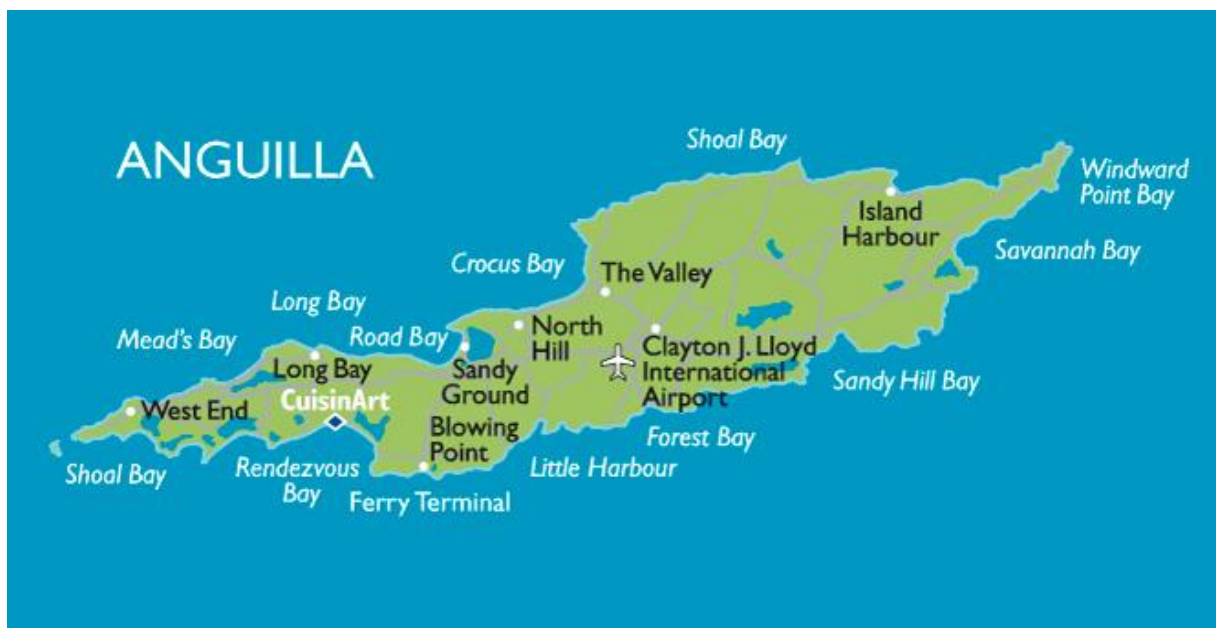 ANGUILLA
Shoal Bay
Windward
Point Bay
Island
Harbour
Savannah Bay
Crocus Bay
The Valley
Long Bay
Mead's Bay
Road Bay
North
Hill
Clayton J. Lloyd
International
Airport
Sandy Hill Bay
Long Bay
Sandy
Ground
CuisinArt
West End
Blowing
Point
Forest Bay
Shoal Bay
Rendezvous
Bay
Little Harbour
Ferry Terminal